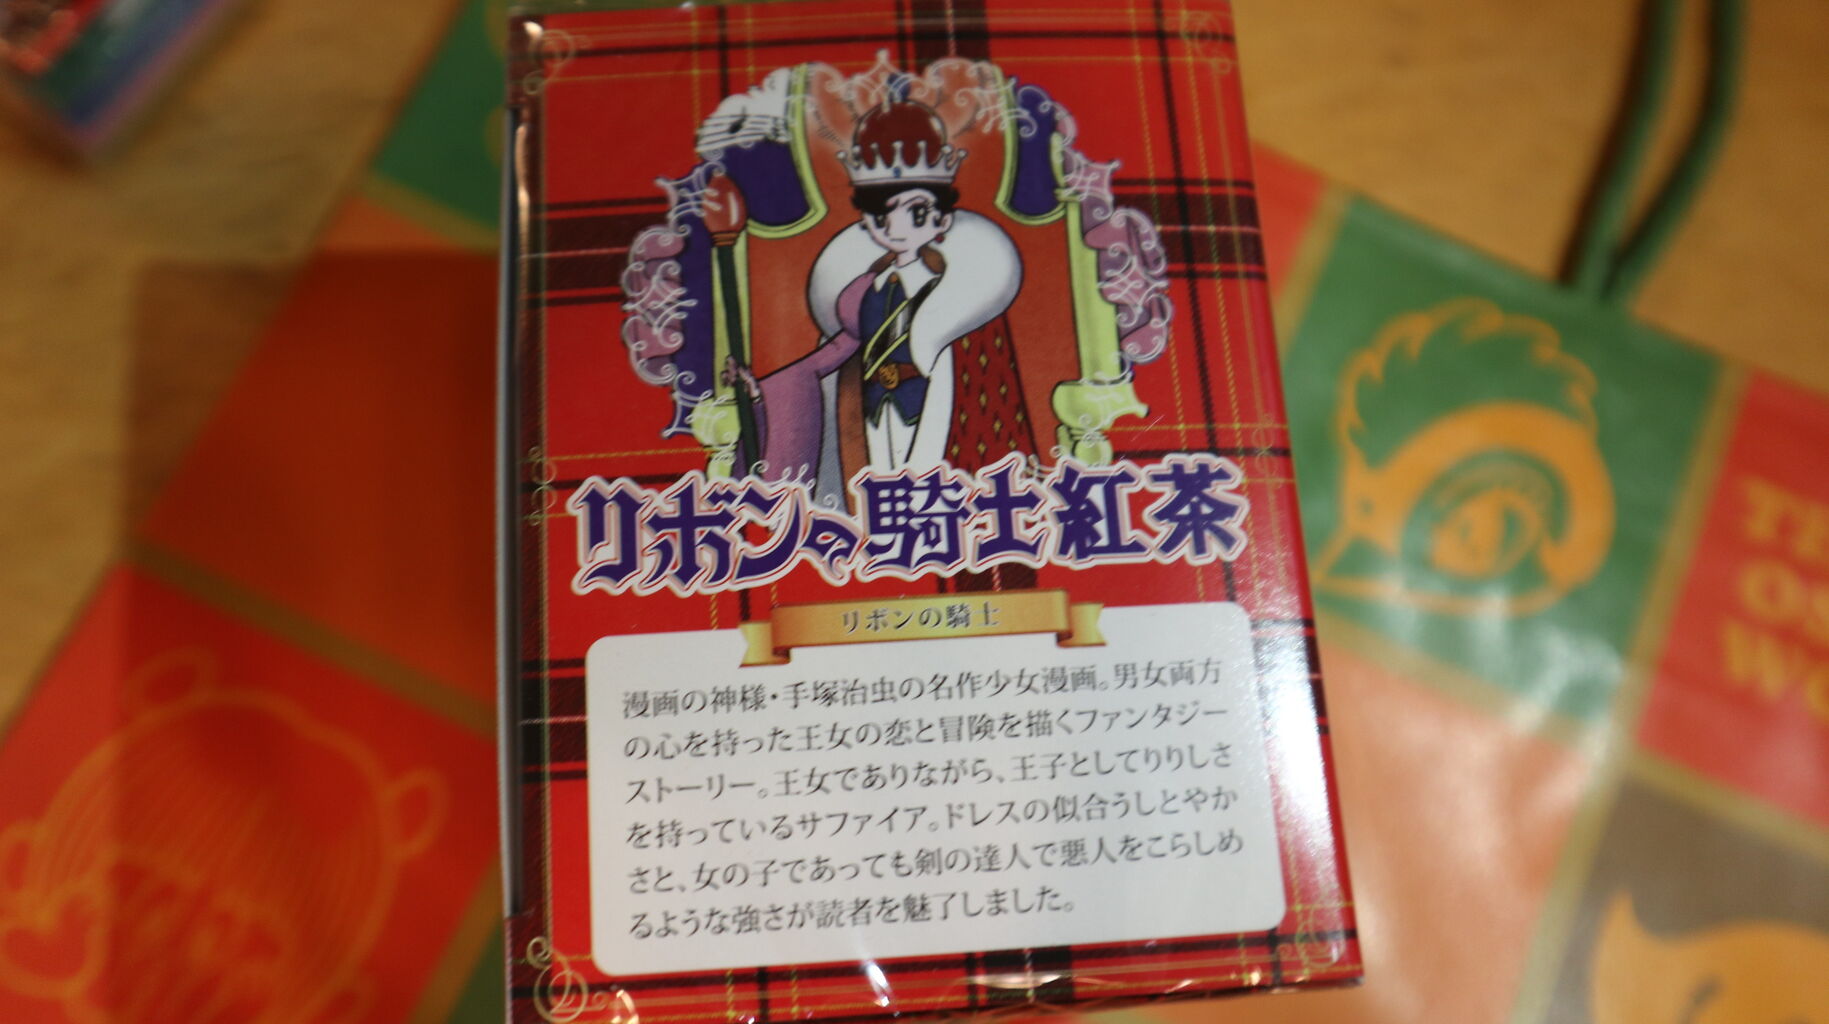 リボンの騎士紅茶
リボンの騎士
漫画の神様・手塚治虫の名作少女漫画。男女両方
の心を持った王女の恋と冒険を描くファンタジー
ストーリー。王女でありながら、王子としてりりしさ
を持っているサファイア。ドレスの似合うしとやか
さと、女の子であっても剣の達人で悪人をこらしめ
るような強さが読者を魅了しました。